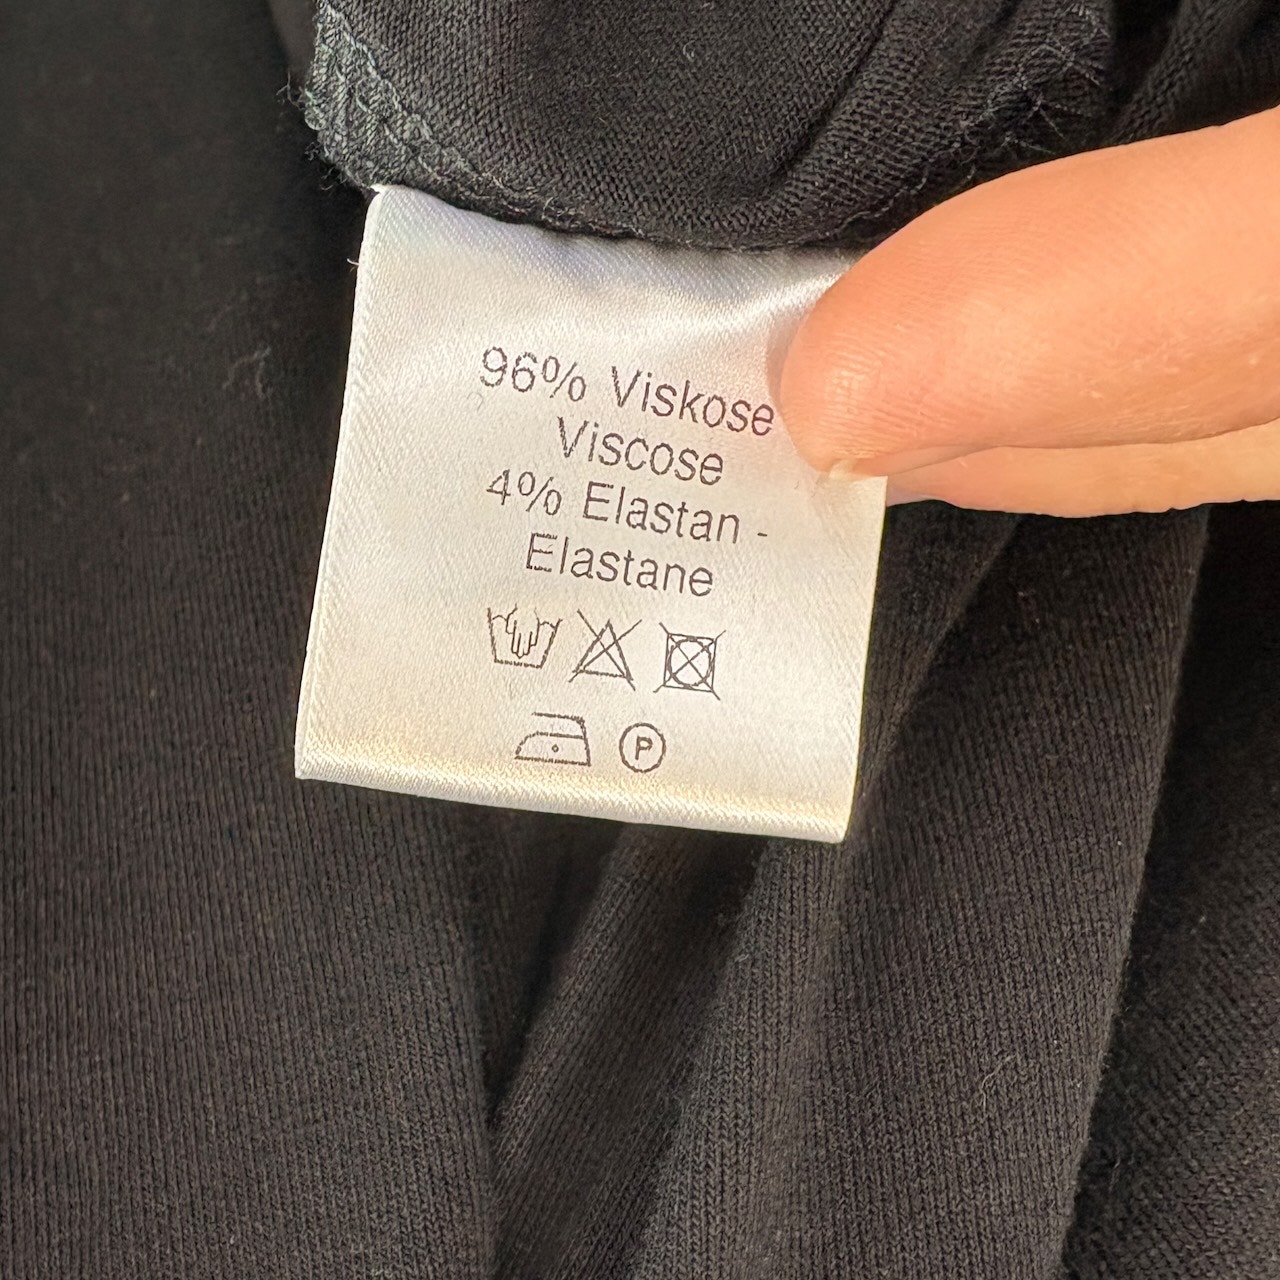 96% Viskose
Viscose
4% Elastan -
Elastane
P